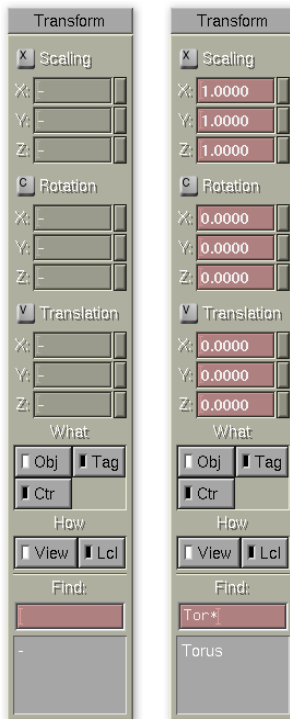 Transform
X Scaling
X: -
Y: -
Z: -
C Rotation
X: -
Y: -
Z: -
V Translation
X: -
Y: -
Z: -
What
Obj Tag
Ctr
How
View Lcl
Find:
-
Transform
X Scaling
X: 1.0000
Y: 1.0000
Z: 1.0000
C Rotation
X: 0.0000
Y: 0.0000
Z: 0.0000
V Translation
X: 0.0000
Y: 0.0000
Z: 0.0000
What
Obj Tag
Ctr
How
View Lcl
Find:
Tor*
Torus